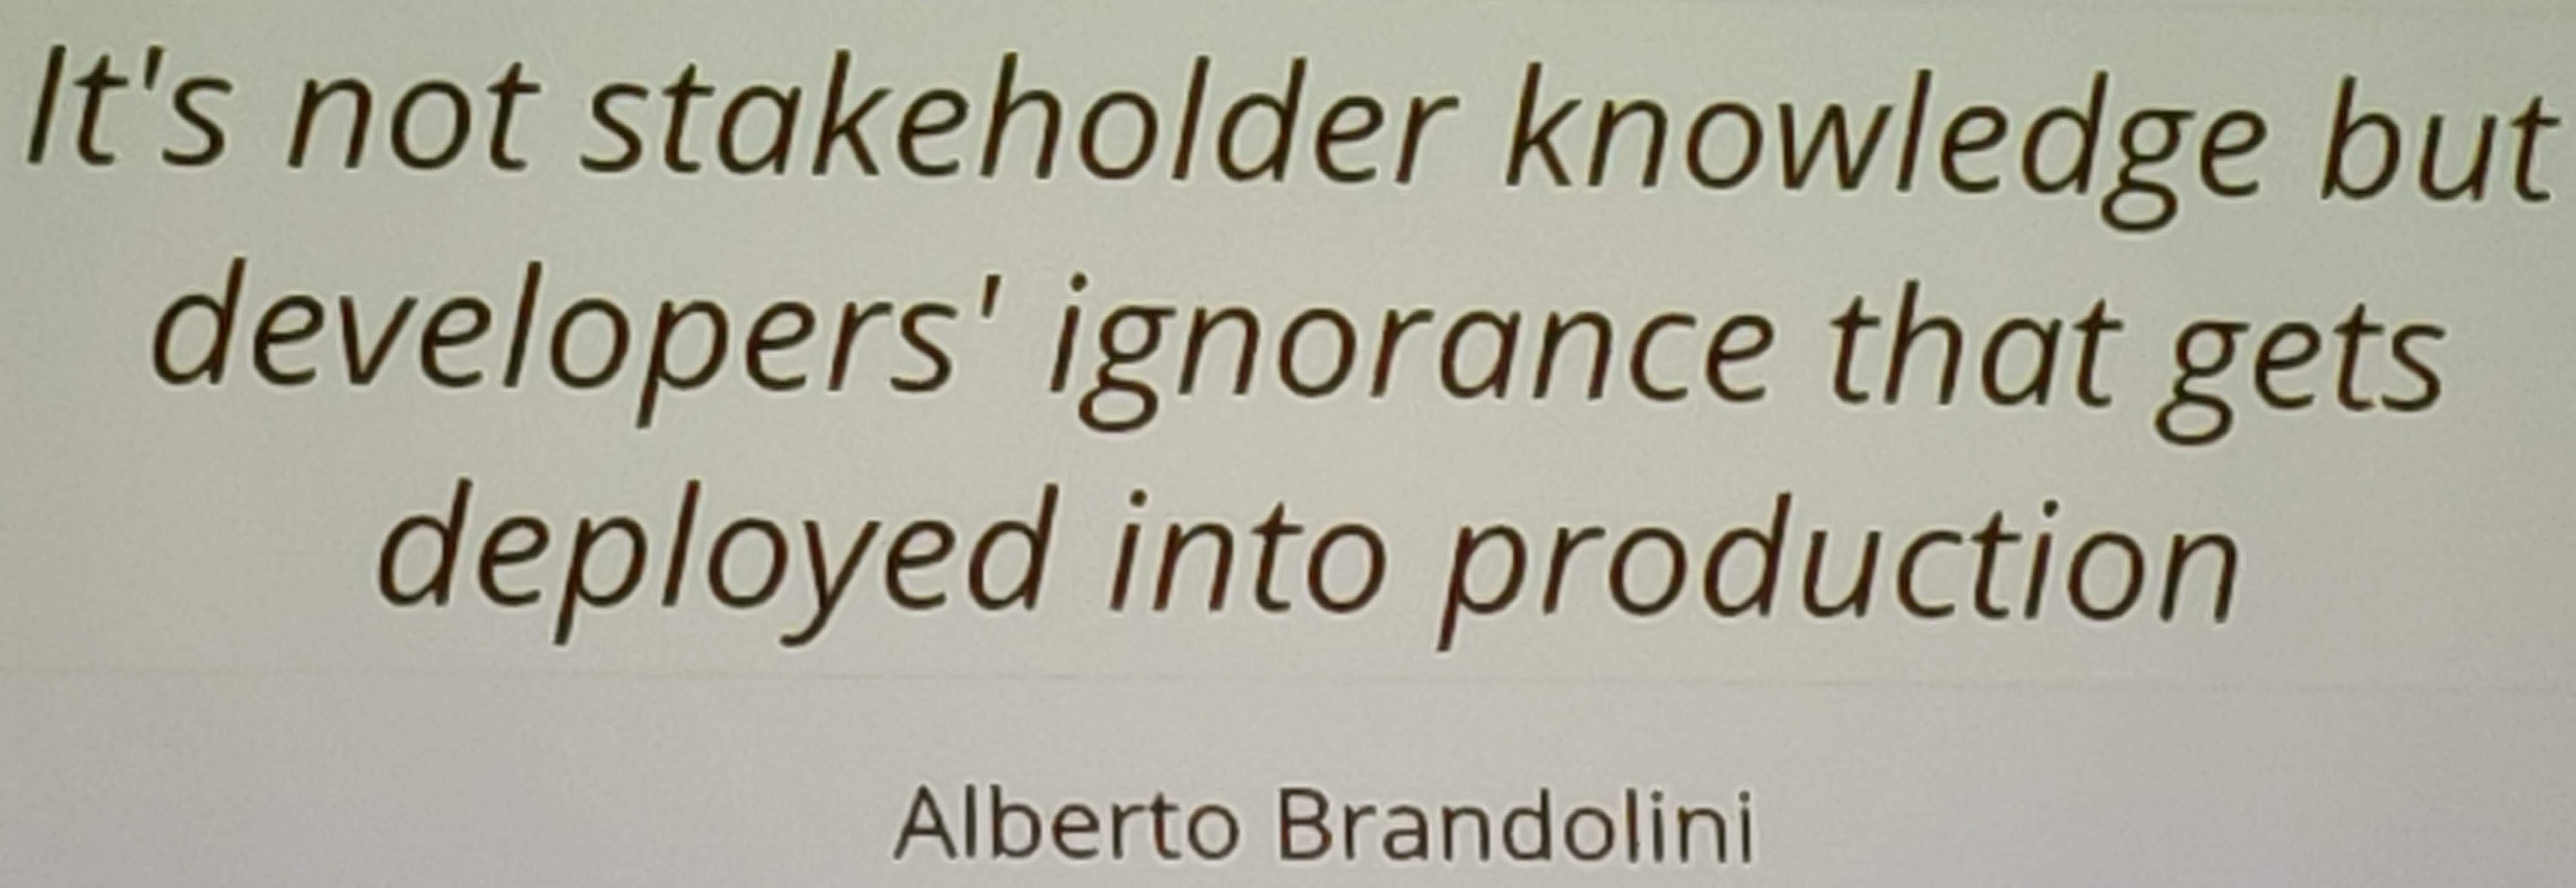 It's not stakeholder knowledge but
developers' ignorance that gets
deployed into production
Alberto Brandolini